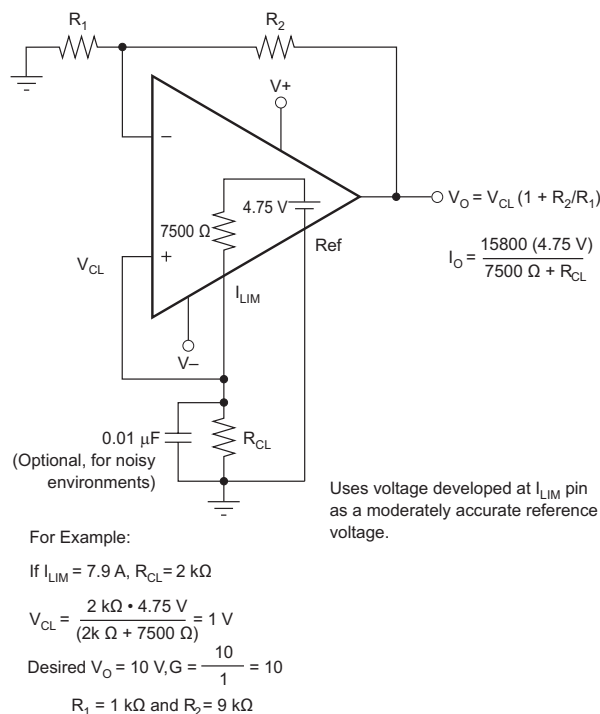 R1
R2
V+
−
4.75 V
7500 Ω
Ref
VO = VCL (1 + R2/R1)
IO = 15800 (4.75 V) / 7500 Ω + RCL
VCL
+
ILIM
V–
0.01 μF
(Optional, for noisy
environments)
RCL
Uses voltage developed at ILIM pin
as a moderately accurate reference
voltage.
For Example:
If ILIM = 7.9 A, RCL = 2 kΩ
VCL = 2 kΩ • 4.75 V / (2k Ω + 7500 Ω) = 1 V
Desired VO = 10 V, G = 10 / 1 = 10
R1 = 1 kΩ and R2 = 9 kΩ